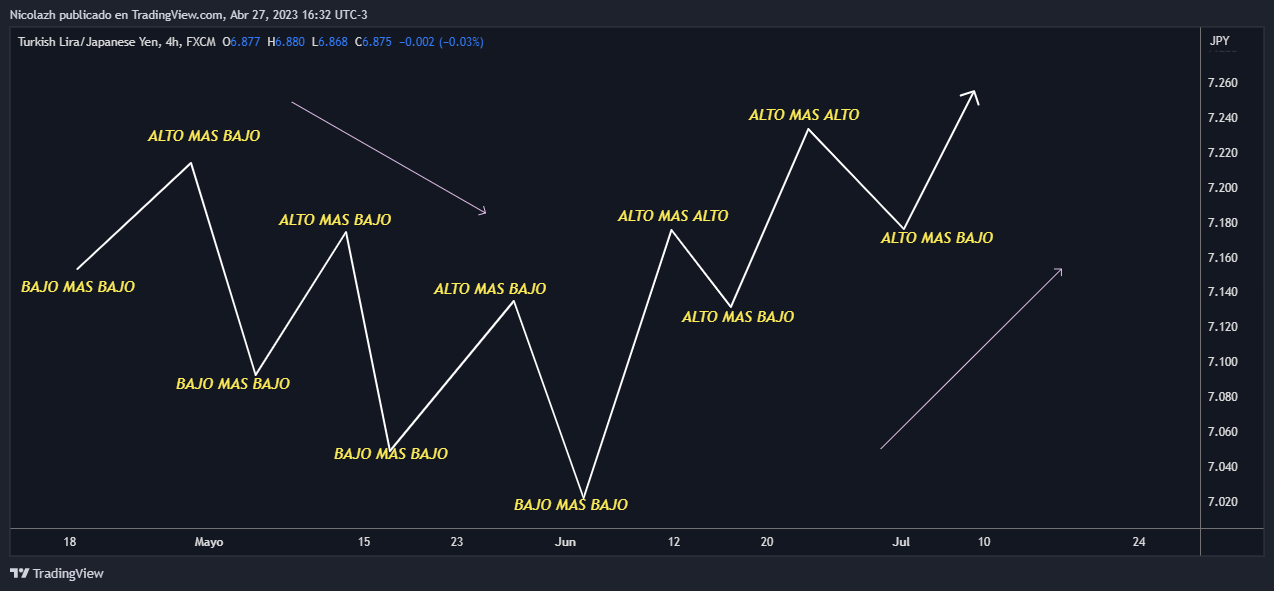 Nicolazh publicado en TradingView.com, Abr 27, 2023 16:32 UTC-3
Turkish Lira/Japanese Yen, 4h, FXCM O6.877 H6.880 L6.868 C6.875 −0.002 (−0.03%)
JPY
7.260
ALTO MAS ALTO
7.240
ALTO MAS BAJO
7.220
7.200
ALTO MAS BAJO
ALTO MAS ALTO
7.180
ALTO MAS BAJO
7.160
BAJO MAS BAJO
ALTO MAS BAJO
7.140
ALTO MAS BAJO
7.120
7.100
BAJO MAS BAJO
7.080
7.060
BAJO MAS BAJO
7.040
BAJO MAS BAJO
7.020
18 Mayo 15 23 Jun 12 20 Jul 10 24
TradingView